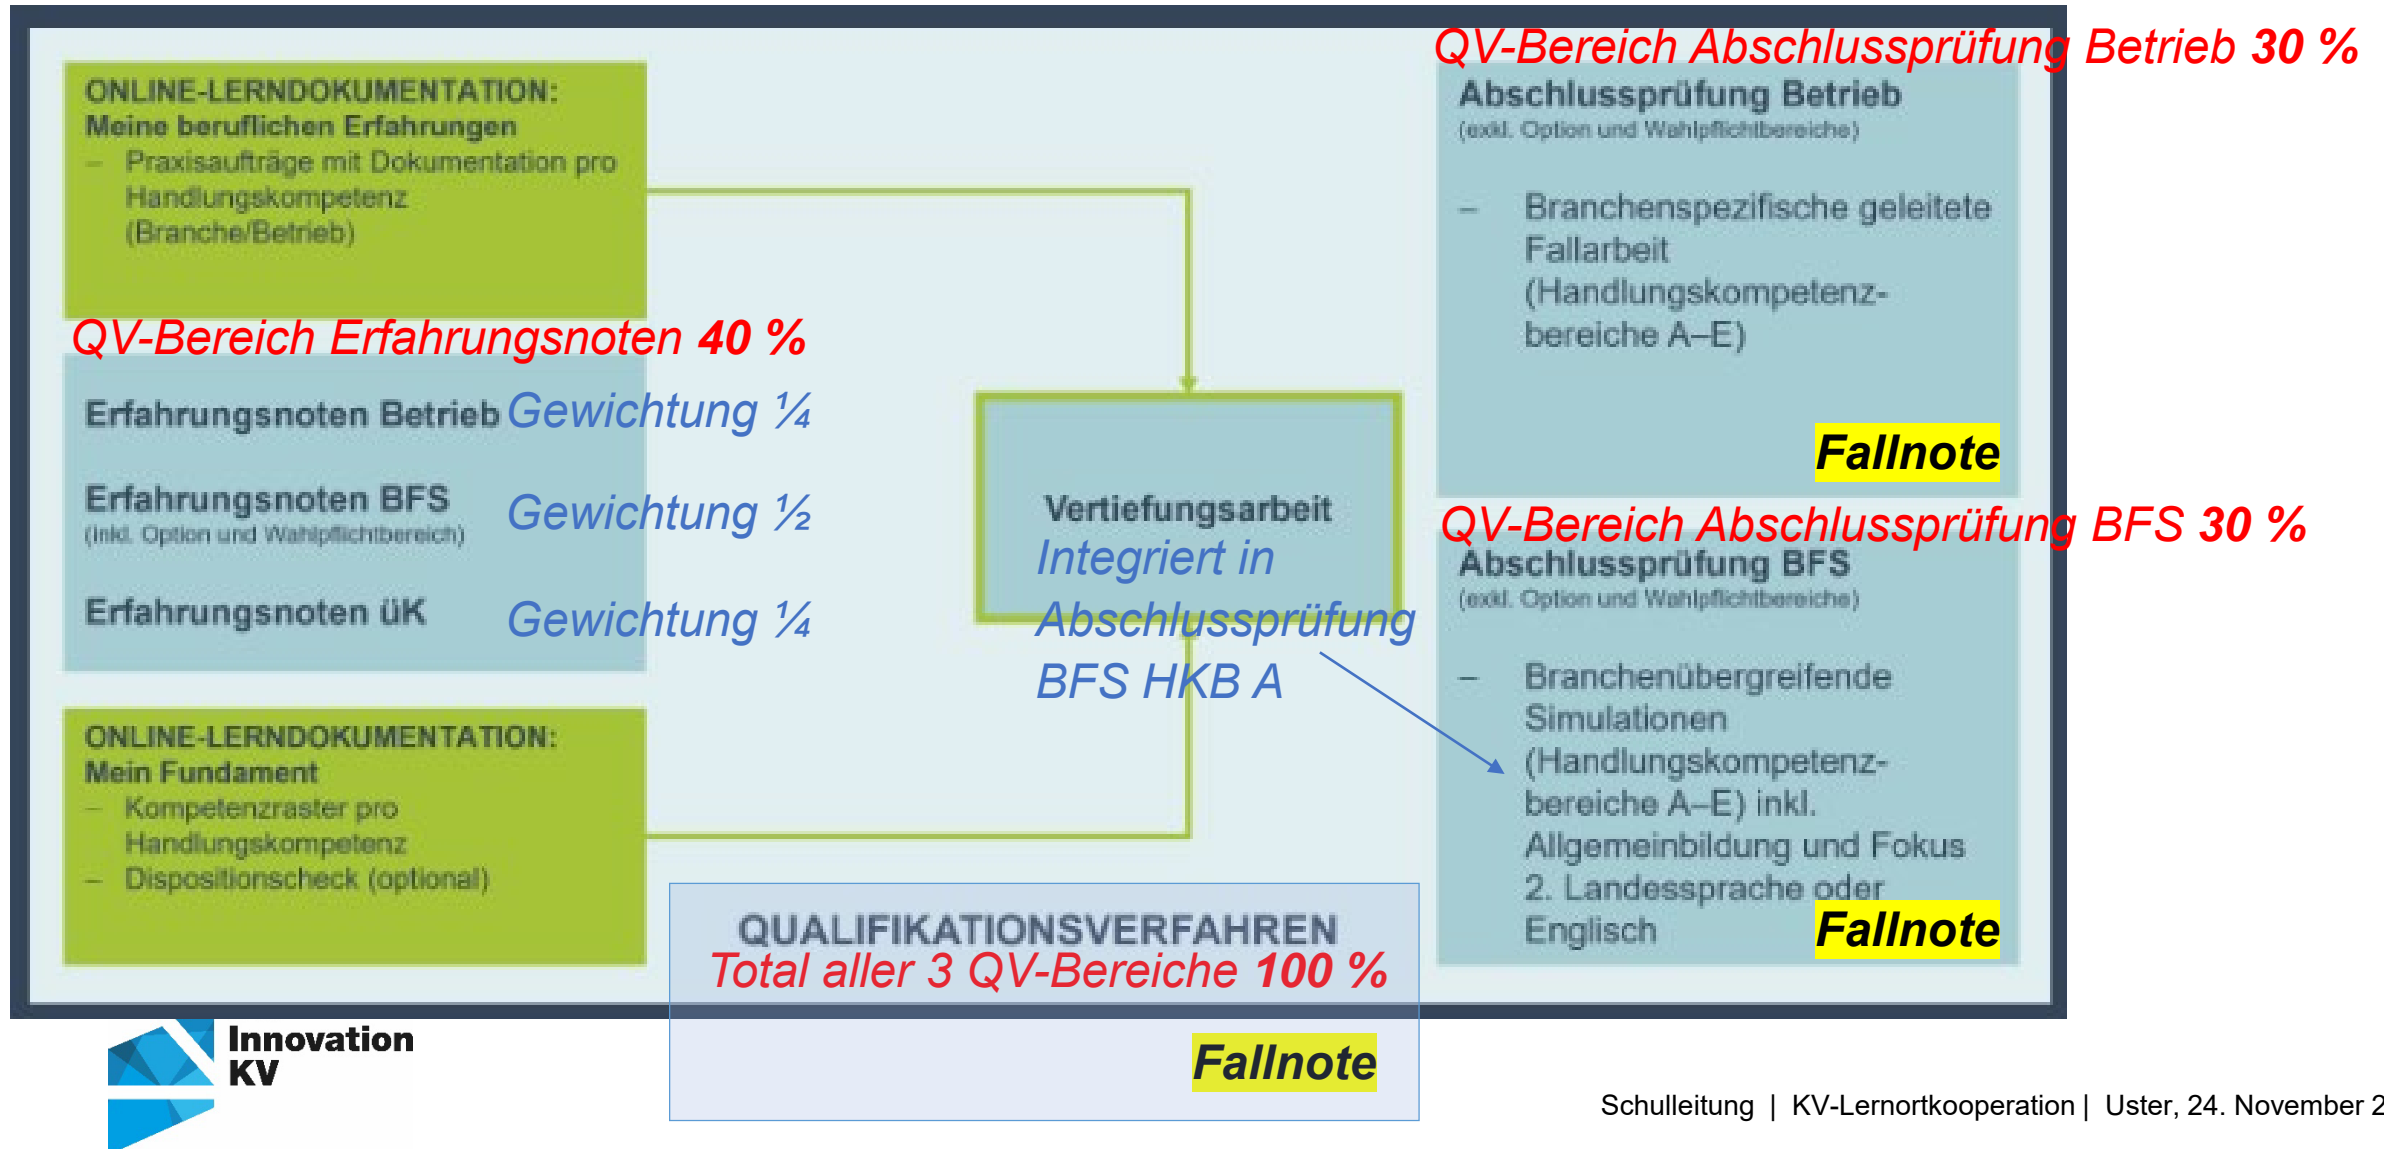 QV-Bereich Abschlussprüfung Betrieb 30 %
ONLINE-LERNDOKUMENTATION:
Meine beruflichen Erfahrungen
– Praxisaufträge mit Dokumentation pro
Handlungskompetenz
(Branche/Betrieb)
QV-Bereich Erfahrungsnoten 40 %
Erfahrungsnoten Betrieb Gewichtung ¼
Erfahrungsnoten BFS Gewichtung ½
(inkl. Option und Wahlpflichtbereich)
Erfahrungsnoten üK Gewichtung ¼
ONLINE-LERNDOKUMENTATION:
Mein Fundament
– Kompetenzraster pro
Handlungskompetenz
– Dispositionscheck (optional)
Vertiefungsarbeit
Integriert in
Abschlussprüfung
BFS HKB A
Abschlussprüfung Betrieb
(exkl. Option und Wahlpflichtbereiche)
– Branchenspezifische geleitete
Fallarbeit
(Handlungskompetenz-
bereiche A–E)
Fallnote
QV-Bereich Abschlussprüfung BFS 30 %
Abschlussprüfung BFS
(exkl. Option und Wahlpflichtbereiche)
– Branchenübergreifende
Simulationen
(Handlungskompetenz-
bereiche A–E) inkl.
Allgemeinbildung und Fokus
2. Landessprache oder
Englisch
Fallnote
QUALIFIKATIONSVERFAHREN
Total aller 3 QV-Bereiche 100 %
Fallnote
Innovation
KV
Schulleitung | KV-Lernortkooperation | Uster, 24. November 2